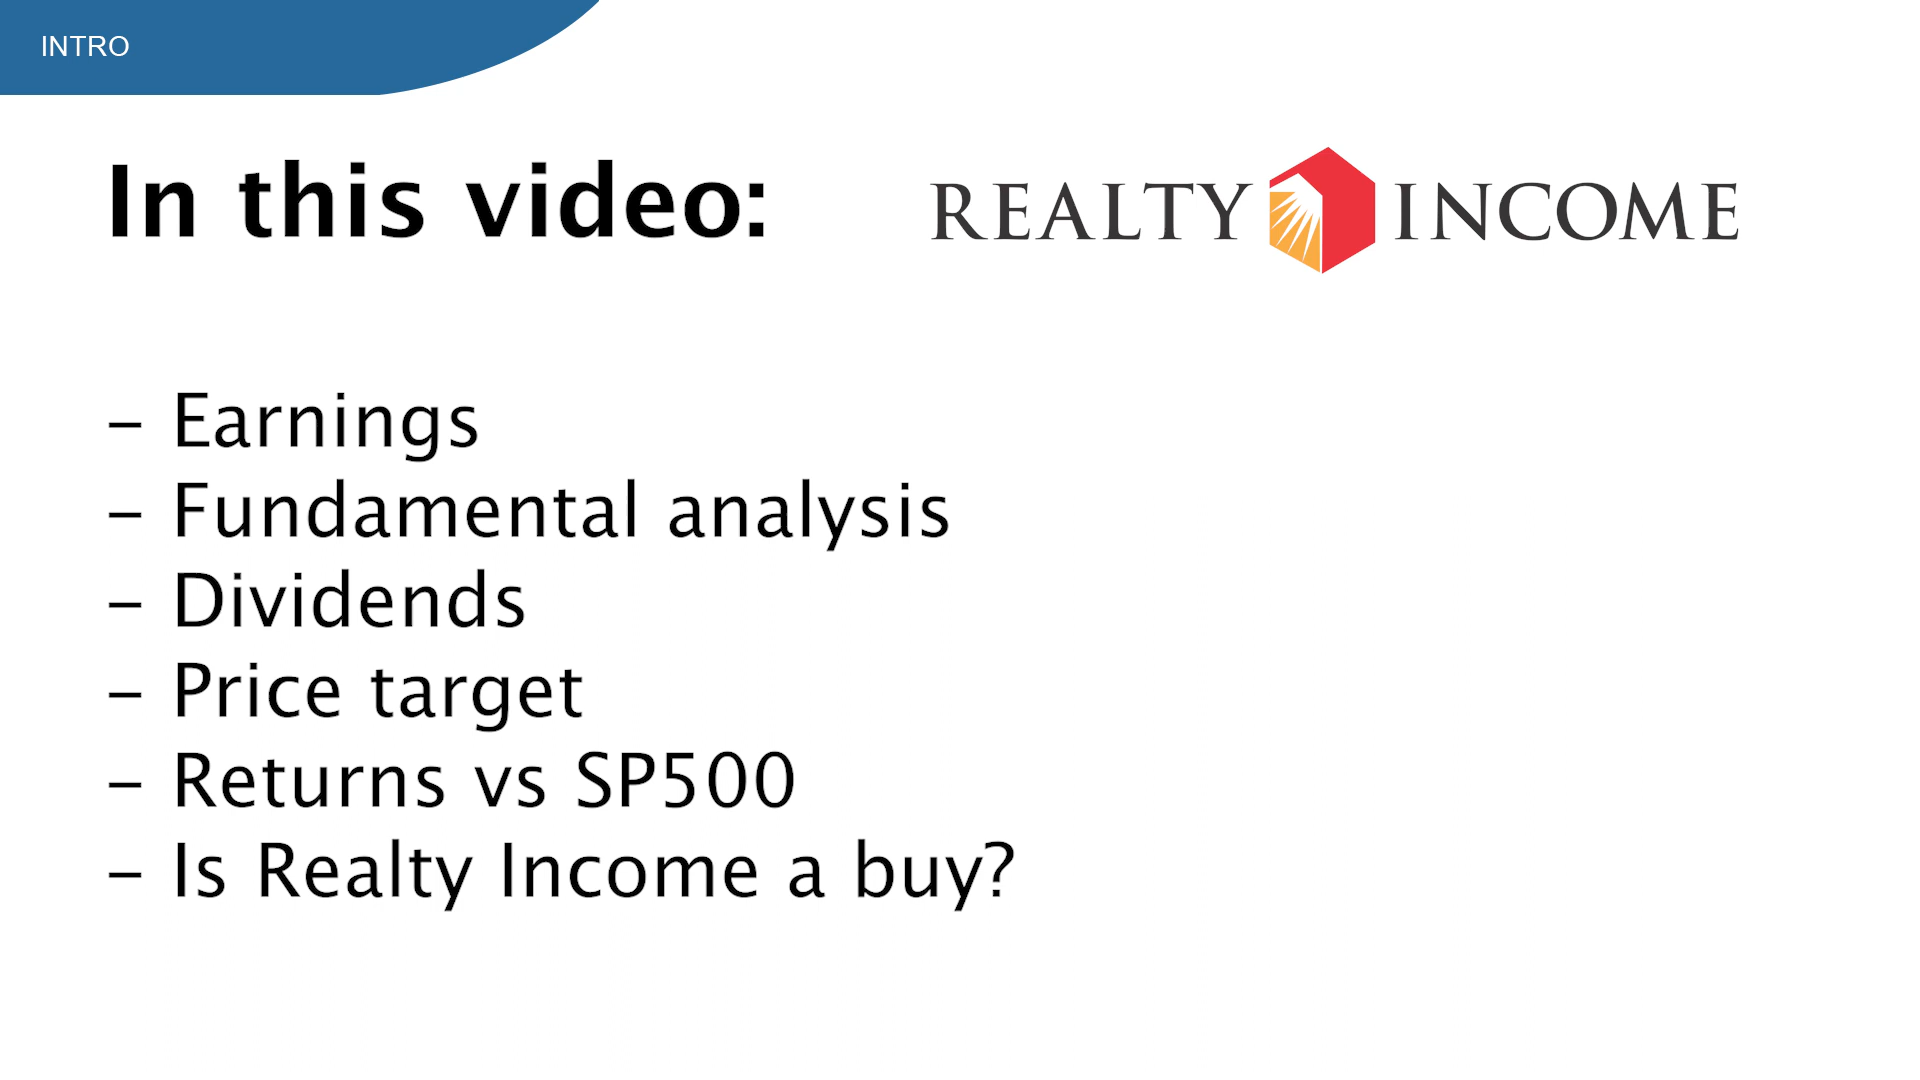 INTRO
In this video:
REALTY INCOME
– Earnings
– Fundamental analysis
– Dividends
– Price target
– Returns vs SP500
– Is Realty Income a buy?